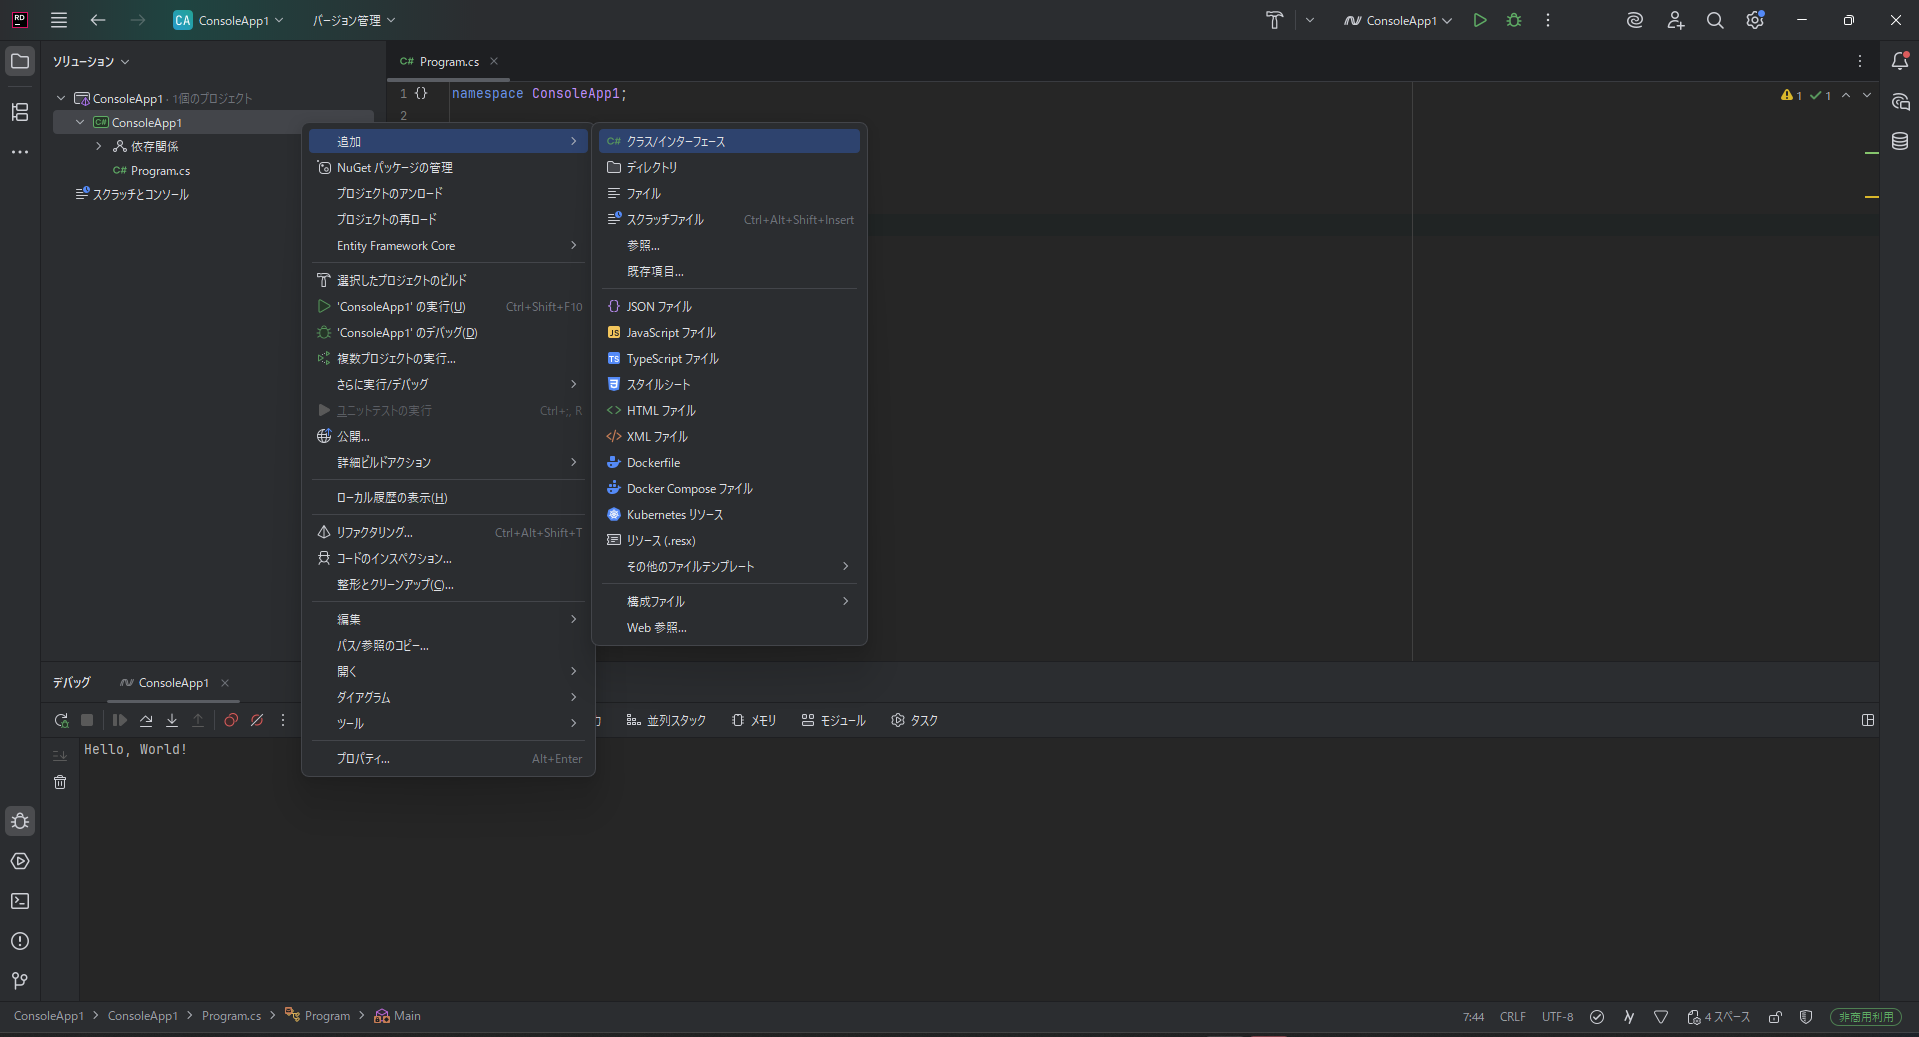 RD
CA ConsoleApp1
バージョン管理
ConsoleApp1
ソリューション
C# Program.cs
ConsoleApp1 · 1個のプロジェクト
C# ConsoleApp1
依存関係
C# Program.cs
スクラッチとコンソール
1 {} namespace ConsoleApp1;
2
1 1
追加
NuGet パッケージの管理
プロジェクトのアンロード
プロジェクトの再ロード
Entity Framework Core
選択したプロジェクトのビルド
'ConsoleApp1' の実行(U) Ctrl+Shift+F10
'ConsoleApp1' のデバッグ(D)
複数プロジェクトの実行...
さらに実行/デバッグ
ユニットテストの実行 Ctrl+;, R
公開...
詳細ビルドアクション
ローカル履歴の表示(H)
リファクタリング... Ctrl+Alt+Shift+T
コードのインスペクション...
整形とクリーンアップ(C)...
編集
パス/参照のコピー...
開く
ダイアグラム
ツール
プロパティ... Alt+Enter
C# クラス/インターフェース
ディレクトリ
ファイル
スクラッチファイル Ctrl+Alt+Shift+Insert
参照...
既存項目...
{} JSON ファイル
JS JavaScript ファイル
TS TypeScript ファイル
スタイルシート
<> HTML ファイル
</> XML ファイル
Dockerfile
Docker Compose ファイル
Kubernetes リソース
リソース (.resx)
その他のファイルテンプレート
構成ファイル
Web 参照...
デバッグ
ConsoleApp1
並列スタック
メモリ
モジュール
タスク
Hello, World!
ConsoleApp1 > ConsoleApp1 > Program.cs > Program > Main
7:44 CRLF UTF-8 4 スペース 非商用利用